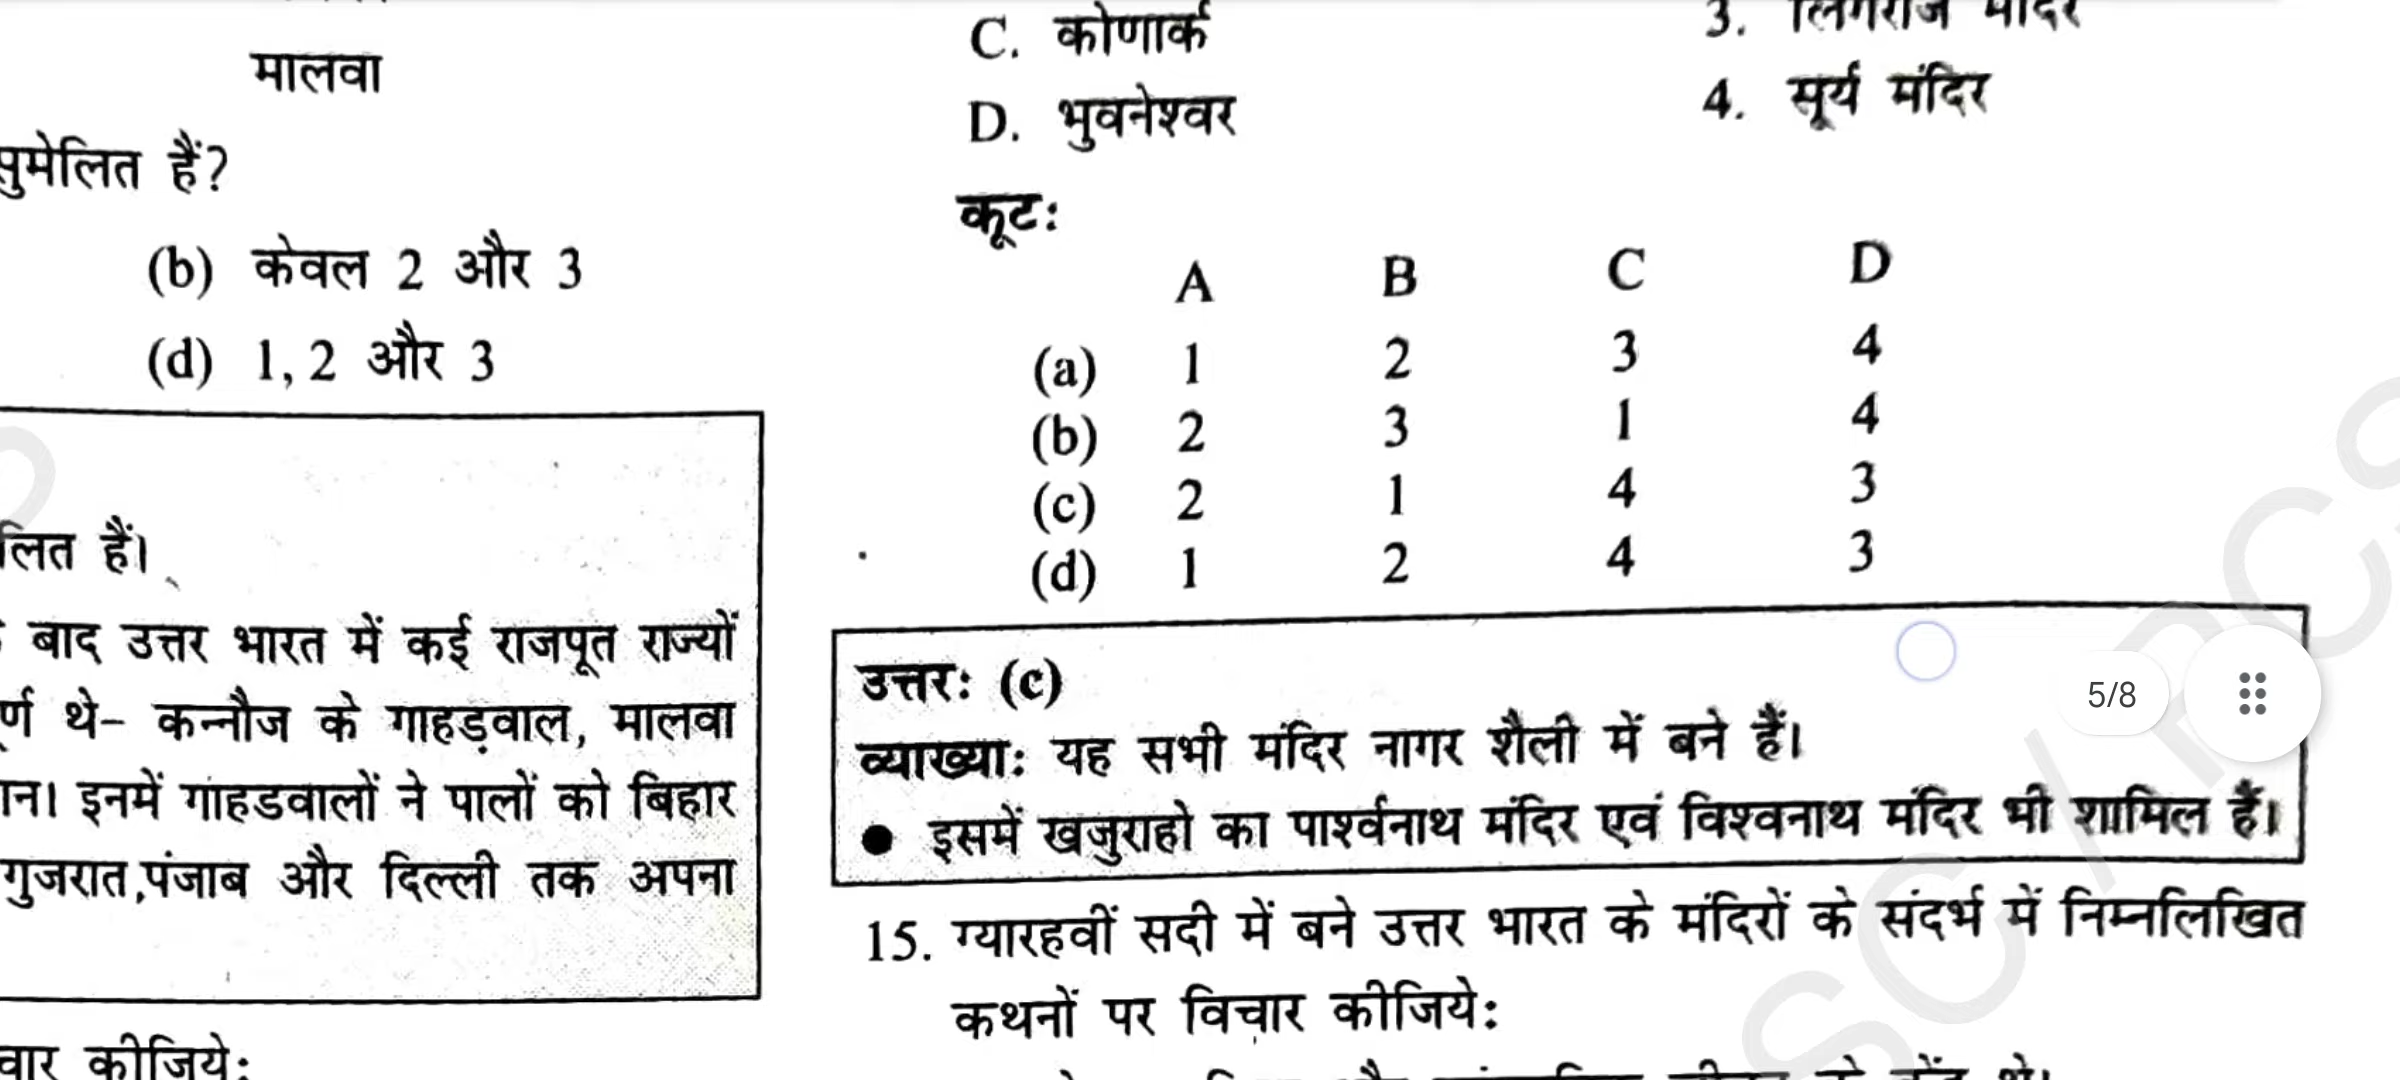 मालवा
सुमेलित हैं?
(b) केवल 2 और 3
(d) 1, 2 और 3
लित हैं।
बाद उत्तर भारत में कई राजपूत राज्यों
र्ण थे– कन्नौज के गाहड़वाल, मालवा
ान। इनमें गाहडवालों ने पालों को बिहार
गुजरात,पंजाब और दिल्ली तक अपना
कीजिये:
C. कोणार्क
3. लिंगराज मंदिर
D. भुवनेश्वर
4. सूर्य मंदिर
कूट:
A B C D
(a) 1 2 3 4
(b) 2 3 1 4
(c) 2 1 4 3
(d) 1 2 4 3
उत्तर: (c)
व्याख्या: यह सभी मंदिर नागर शैली में बने हैं।
● इसमें खजुराहो का पार्श्वनाथ मंदिर एवं विश्वनाथ मंदिर भी शामिल हैं।
15. ग्यारहवीं सदी में बने उत्तर भारत के मंदिरों के संदर्भ में निम्नलिखित
कथनों पर विचार कीजिये:
5/8